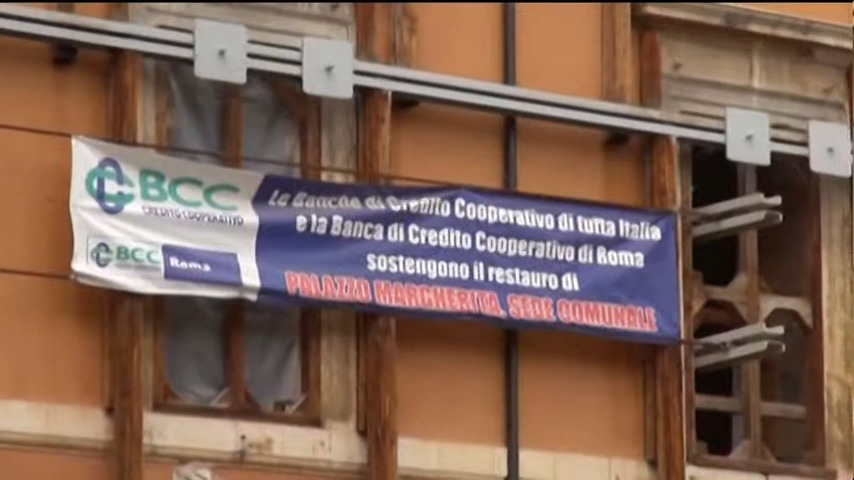 BCC
CREDITO COOPERATIVO
BCC
Roma
Le Banche di Credito Cooperativo di tutta Italia
e la Banca di Credito Cooperativo di Roma
sostengono il restauro di
PALAZZO MARGHERITA, SEDE COMUNALE